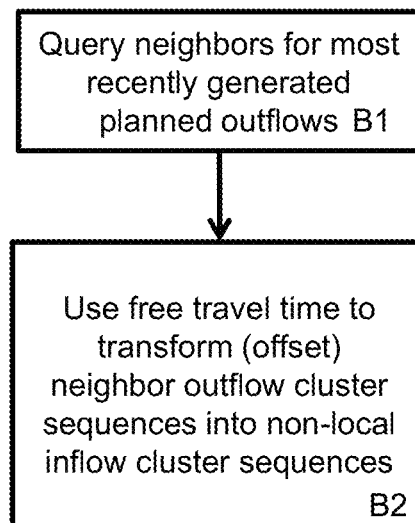 Query neighbors for most
recently generated
planned outflows B1
Use free travel time to
transform (offset)
neighbor outflow cluster
sequences into non-local
inflow cluster sequences
B2